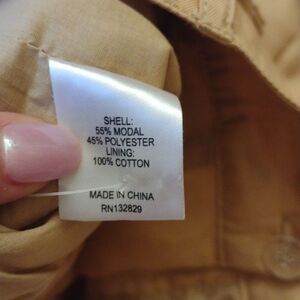 SHELL:
55% MODAL
45% POLYESTER
LINING:
100% COTTON
MADE IN CHINA
RN132829